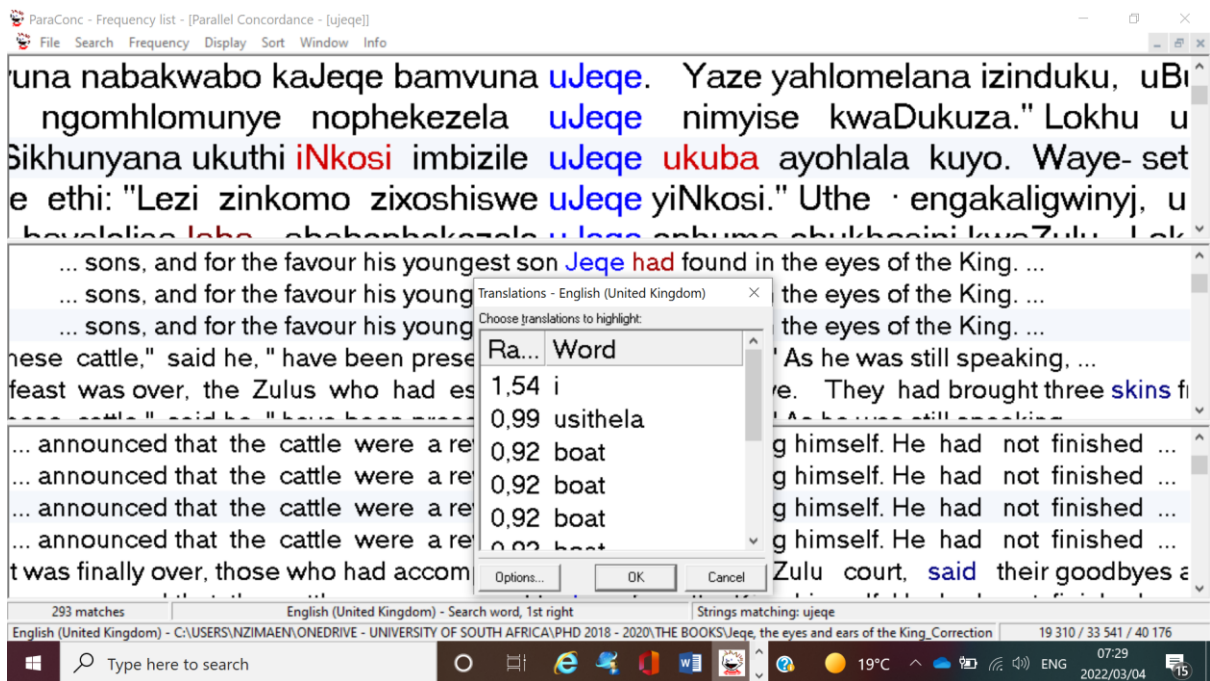 ParaConc - Frequency list - [Parallel Concordance - [ujeqe]]
File Search Frequency Display Sort Window Info
una nabakwabo kaJeqe bamvuna uJeqe. Yaze yahlomelana izinduku, uBu
ngomhlomunye nophekezela uJeqe nimyise kwaDukuza." Lokhu u
Sikhunyana ukuthi iNkosi imbizile uJeqe ukuba ayohlala kuyo. Waye- set
e ethi: "Lezi zinkomo zixoshiswe uJeqe yiNkosi." Uthe · engakaligwinyj, u
... sons, and for the favour his youngest son Jeqe had found in the eyes of the King. ...
... sons, and for the favour his young the eyes of the King. ...
... sons, and for the favour his young the eyes of the King. ...
hese cattle," said he, " have been prese " As he was still speaking, ...
feast was over, the Zulus who had es e. They had brought three skins fr
... announced that the cattle were a re g himself. He had not finished ...
... announced that the cattle were a re g himself. He had not finished ...
... announced that the cattle were a re g himself. He had not finished ...
... announced that the cattle were a re g himself. He had not finished ...
t was finally over, those who had accom Zulu court, said their goodbyes a
Translations - English (United Kingdom)
Choose translations to highlight:
Ra... Word
1,54 i
0,99 usithela
0,92 boat
0,92 boat
0,92 boat
0,92 boat
Options... OK Cancel
293 matches English (United Kingdom) - Search word, 1st right Strings matching: ujeqe
English (United Kingdom) - C:\USERS\NZIMAEN\ONEDRIVE - UNIVERSITY OF SOUTH AFRICA\PHD 2018 - 2020\THE BOOKS\Jeqe, the eyes and ears of the King_Correction 19 310 / 33 541 / 40 176
Type here to search 19°C ENG 07:29
2022/03/04 15